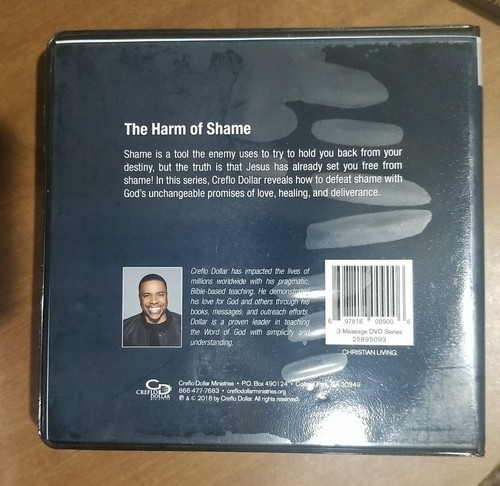 The Harm of Shame
Shame is a tool the enemy uses to try to hold you back from your
destiny, but the truth is that Jesus has already set you free from
shame! In this series, Creflo Dollar reveals how to defeat shame with
God's unchangeable promises of love, healing, and deliverance.
Creflo Dollar has impacted the lives of
millions worldwide with his pragmatic,
Bible-based teaching. He demonstrates
his love for God and others through his
books, messages, and outreach efforts.
Dollar is a proven leader in teaching
the Word of God with simplicity and
understanding.
6 97818 00900 6
3-Message DVD Series
25895093
CHRISTIAN LIVING
CREFLO DOLLAR
Creflo Dollar Ministries • P.O. Box 490124 • College Park, GA 30349
866-477-7683 • creflodollarministries.org
℗ & © 2018 by Creflo Dollar. All rights reserved.